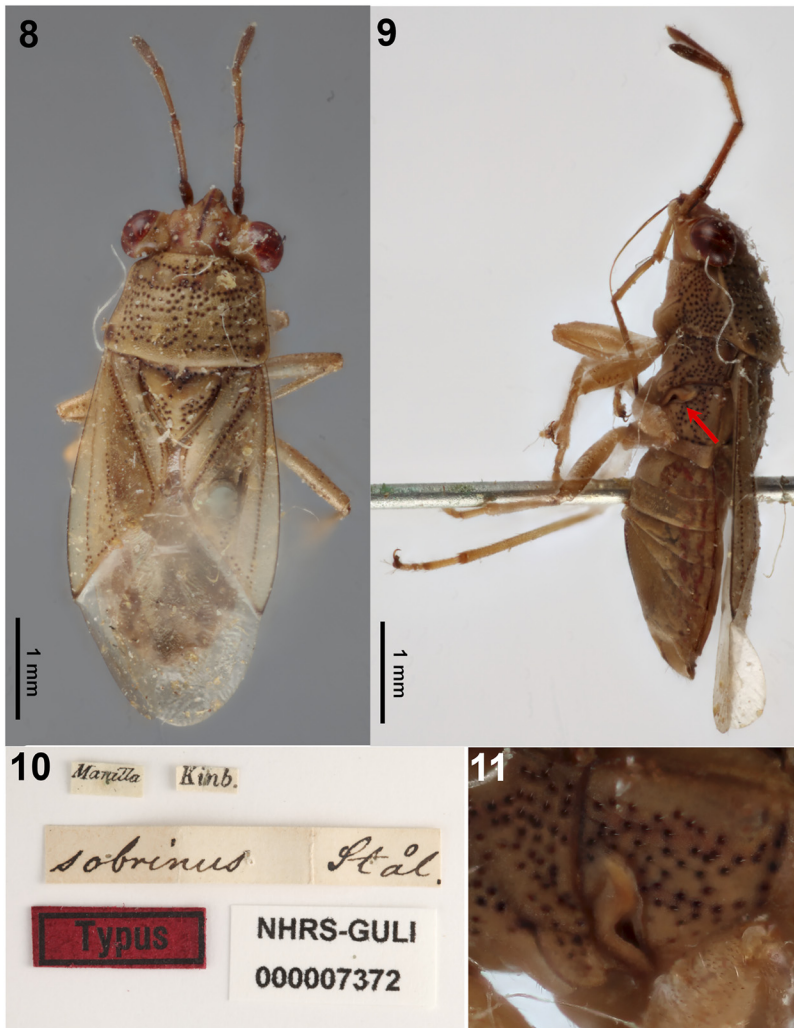 8
9
1 mm
1 mm
10
11
Manilla
Kinb.
sobrinus Stål.
Typus
NHRS-GULI
000007372